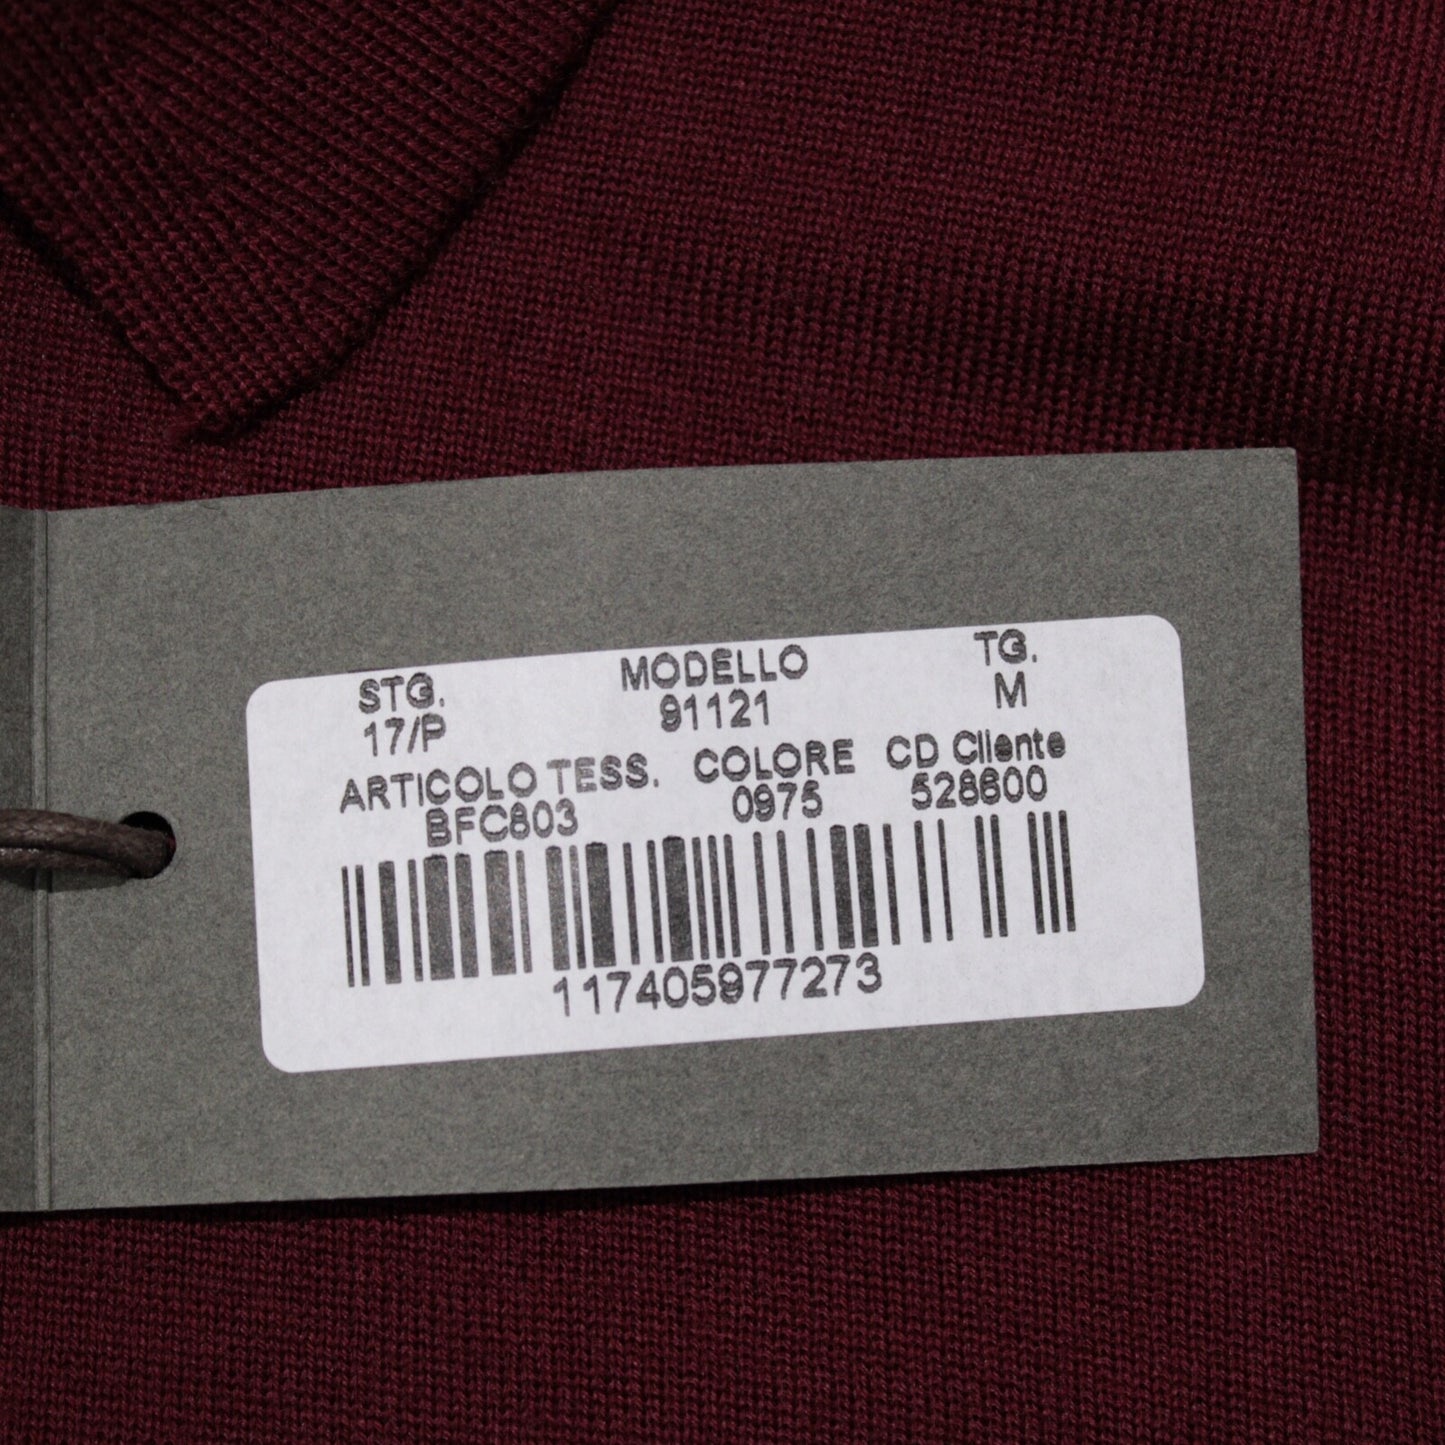 STG. MODELLO TG.
17/P 91121 M
ARTICOLO TESS. COLORE CD Cliente
BFC803 0975 528600
117405977273